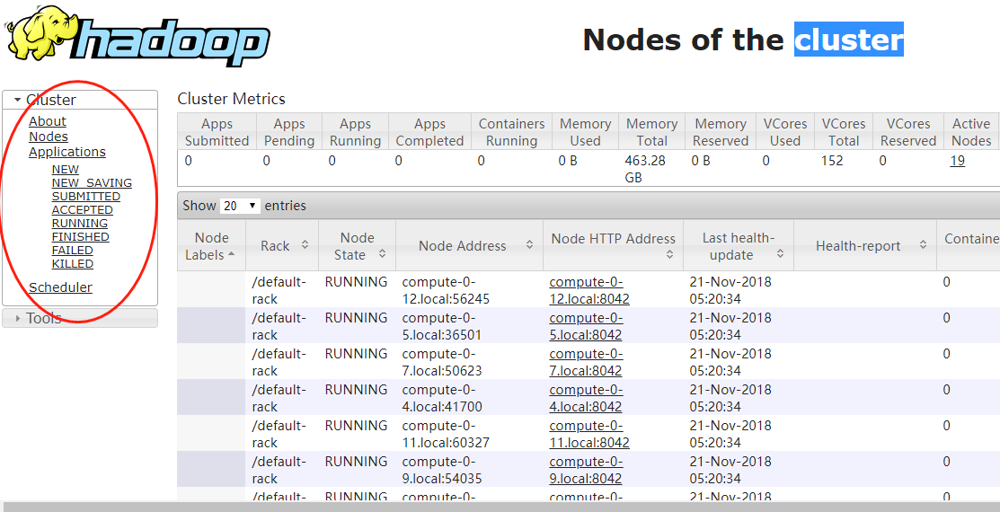 hadoop
Nodes of the cluster
Cluster
About
Nodes
Applications
NEW
NEW_SAVING
SUBMITTED
ACCEPTED
RUNNING
FINISHED
FAILED
KILLED
Scheduler
Tools
Cluster Metrics
Apps Submitted Apps Pending Apps Running Apps Completed Containers Running Memory Used Memory Total Memory Reserved VCores Used VCores Total VCores Reserved Active Nodes
0 0 0 0 0 0 B 463.28 GB 0 B 0 152 0 19
Show 20 entries
Node Labels Rack Node State Node Address Node HTTP Address Last health-update Health-report Containe
/default-rack RUNNING compute-0-12.local:56245 compute-0-12.local:8042 21-Nov-2018 05:20:34 0
/default-rack RUNNING compute-0-5.local:36501 compute-0-5.local:8042 21-Nov-2018 05:20:34 0
/default-rack RUNNING compute-0-7.local:50623 compute-0-7.local:8042 21-Nov-2018 05:20:34 0
/default-rack RUNNING compute-0-4.local:41700 compute-0-4.local:8042 21-Nov-2018 05:20:34 0
/default-rack RUNNING compute-0-11.local:60327 compute-0-11.local:8042 21-Nov-2018 05:20:34 0
/default-rack RUNNING compute-0-9.local:54035 compute-0-9.local:8042 21-Nov-2018 05:20:34 0
/default- RUNNING compute-0- compute-0- 21-Nov-2018 0